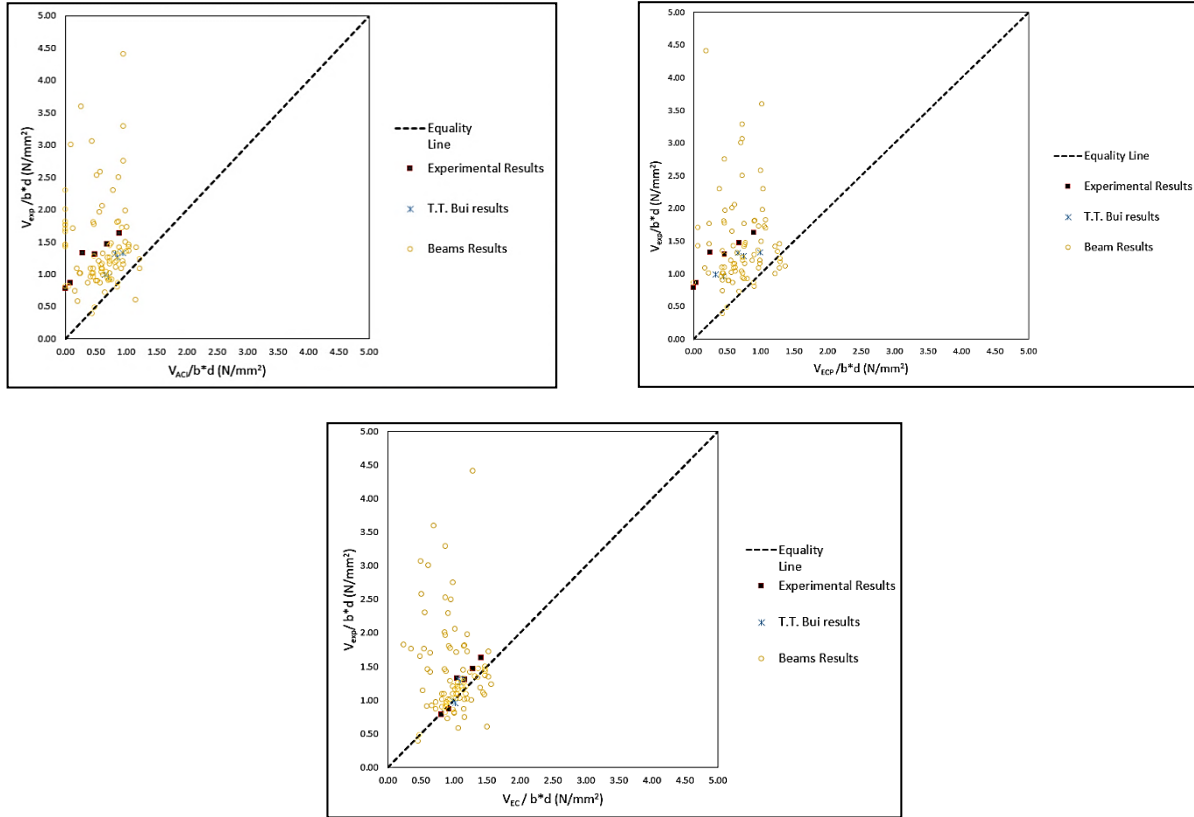 5.00
4.50
4.00
3.50
3.00
2.50
2.00
1.50
1.00
0.50
0.00
V_exp/b*d (N/mm²)
0.00 0.50 1.00 1.50 2.00 2.50 3.00 3.50 4.00 4.50 5.00
V_ACI/b*d (N/mm²)
Equality
Line
Experimental Results
T.T. Bui results
Beams Results
5.00
4.50
4.00
3.50
3.00
2.50
2.00
1.50
1.00
0.50
0.00
V_exp/b*d (N/mm²)
0.00 0.50 1.00 1.50 2.00 2.50 3.00 3.50 4.00 4.50 5.00
V_ECP/b*d (N/mm²)
Equality Line
Experimental Results
T.T. Bui results
Beam Results
5.00
4.50
4.00
3.50
3.00
2.50
2.00
1.50
1.00
0.50
0.00
V_exp/ b*d (N/mm²)
0.00 0.50 1.00 1.50 2.00 2.50 3.00 3.50 4.00 4.50 5.00
V_EC/ b*d (N/mm²)
Equality
Line
Experimental Results
T.T. Bui results
Beams Results